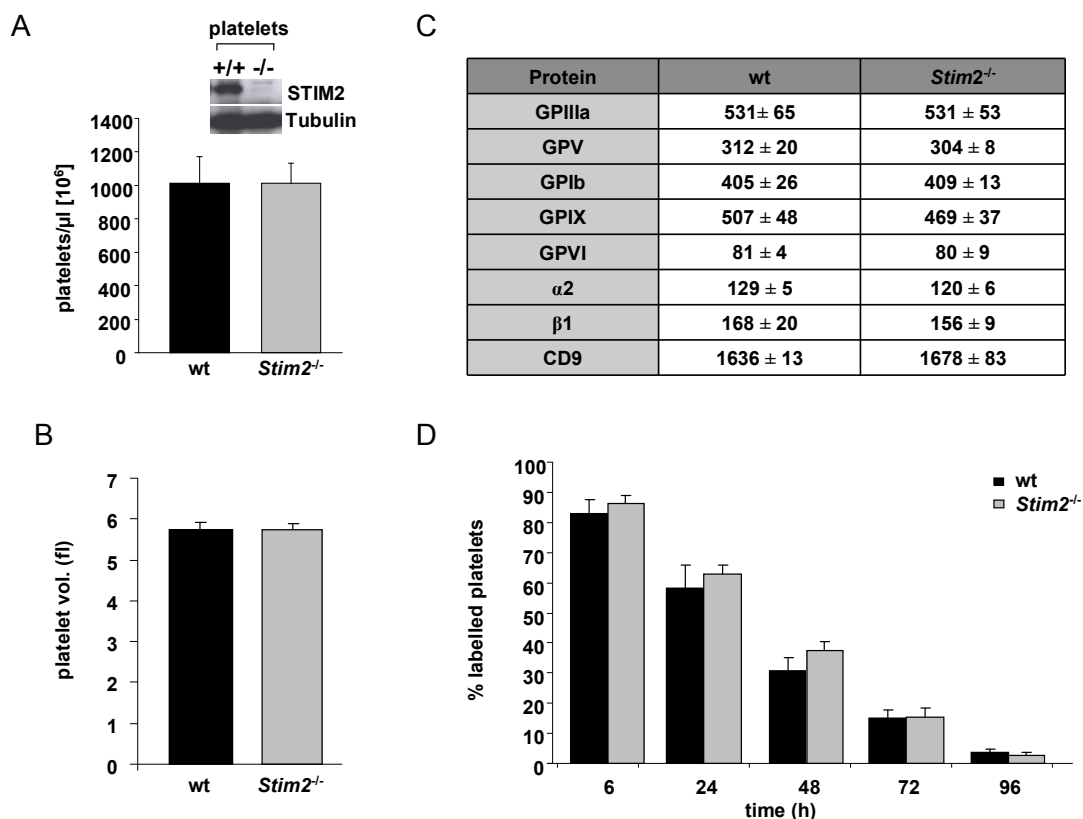 A
platelets
+/+ -/-
STIM2
Tubulin
platelets/µl [10⁶]
1400
1200
1000
800
600
400
200
0
wt Stim2⁻/⁻
C
Protein wt Stim2⁻/⁻
GPIIIa 531± 65 531 ± 53
GPV 312 ± 20 304 ± 8
GPIb 405 ± 26 409 ± 13
GPIX 507 ± 48 469 ± 37
GPVI 81 ± 4 80 ± 9
α2 129 ± 5 120 ± 6
β1 168 ± 20 156 ± 9
CD9 1636 ± 13 1678 ± 83
B
platelet vol. (fl)
7
6
5
4
3
2
1
0
wt Stim2⁻/⁻
D
% labelled platelets
100
90
80
70
60
50
40
30
20
10
0
wt
Stim2⁻/⁻
6 24 48 72 96
time (h)